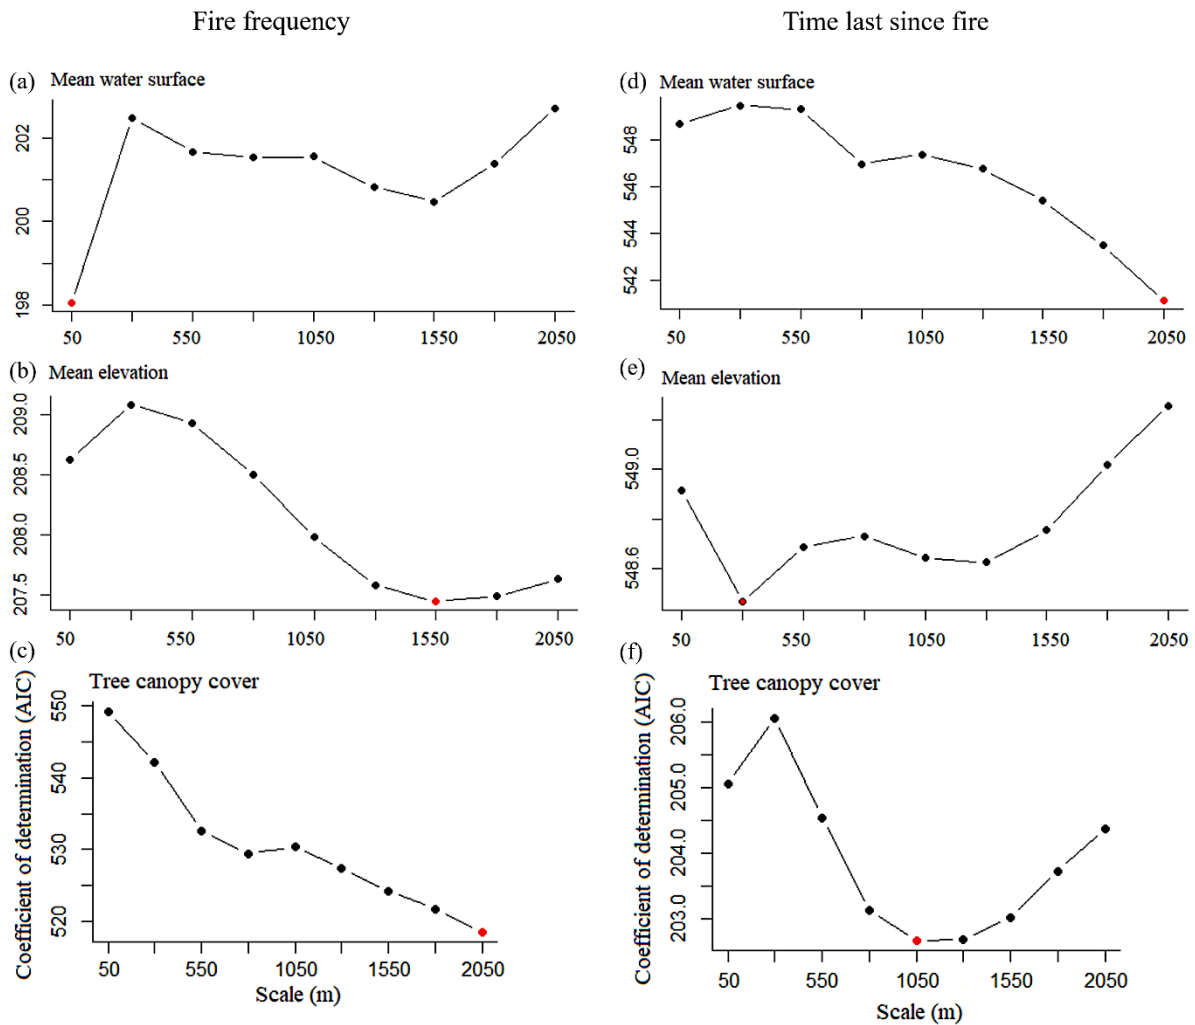 Fire frequency
Time last since fire
(a) Mean water surface
202
200
198
50 550 1050 1550 2050
(d) Mean water surface
548
546
544
542
50 550 1050 1550 2050
(b) Mean elevation
209.0
208.5
208.0
207.5
50 550 1050 1550 2050
(e) Mean elevation
549.0
548.6
50 550 1050 1550 2050
(c)
Tree canopy cover
Coefficient of determination (AIC)
550
540
530
520
50 550 1050 1550 2050
Scale (m)
(f)
Tree canopy cover
Coefficient of determination (AIC)
206.0
205.0
204.0
203.0
50 550 1050 1550 2050
Scale (m)